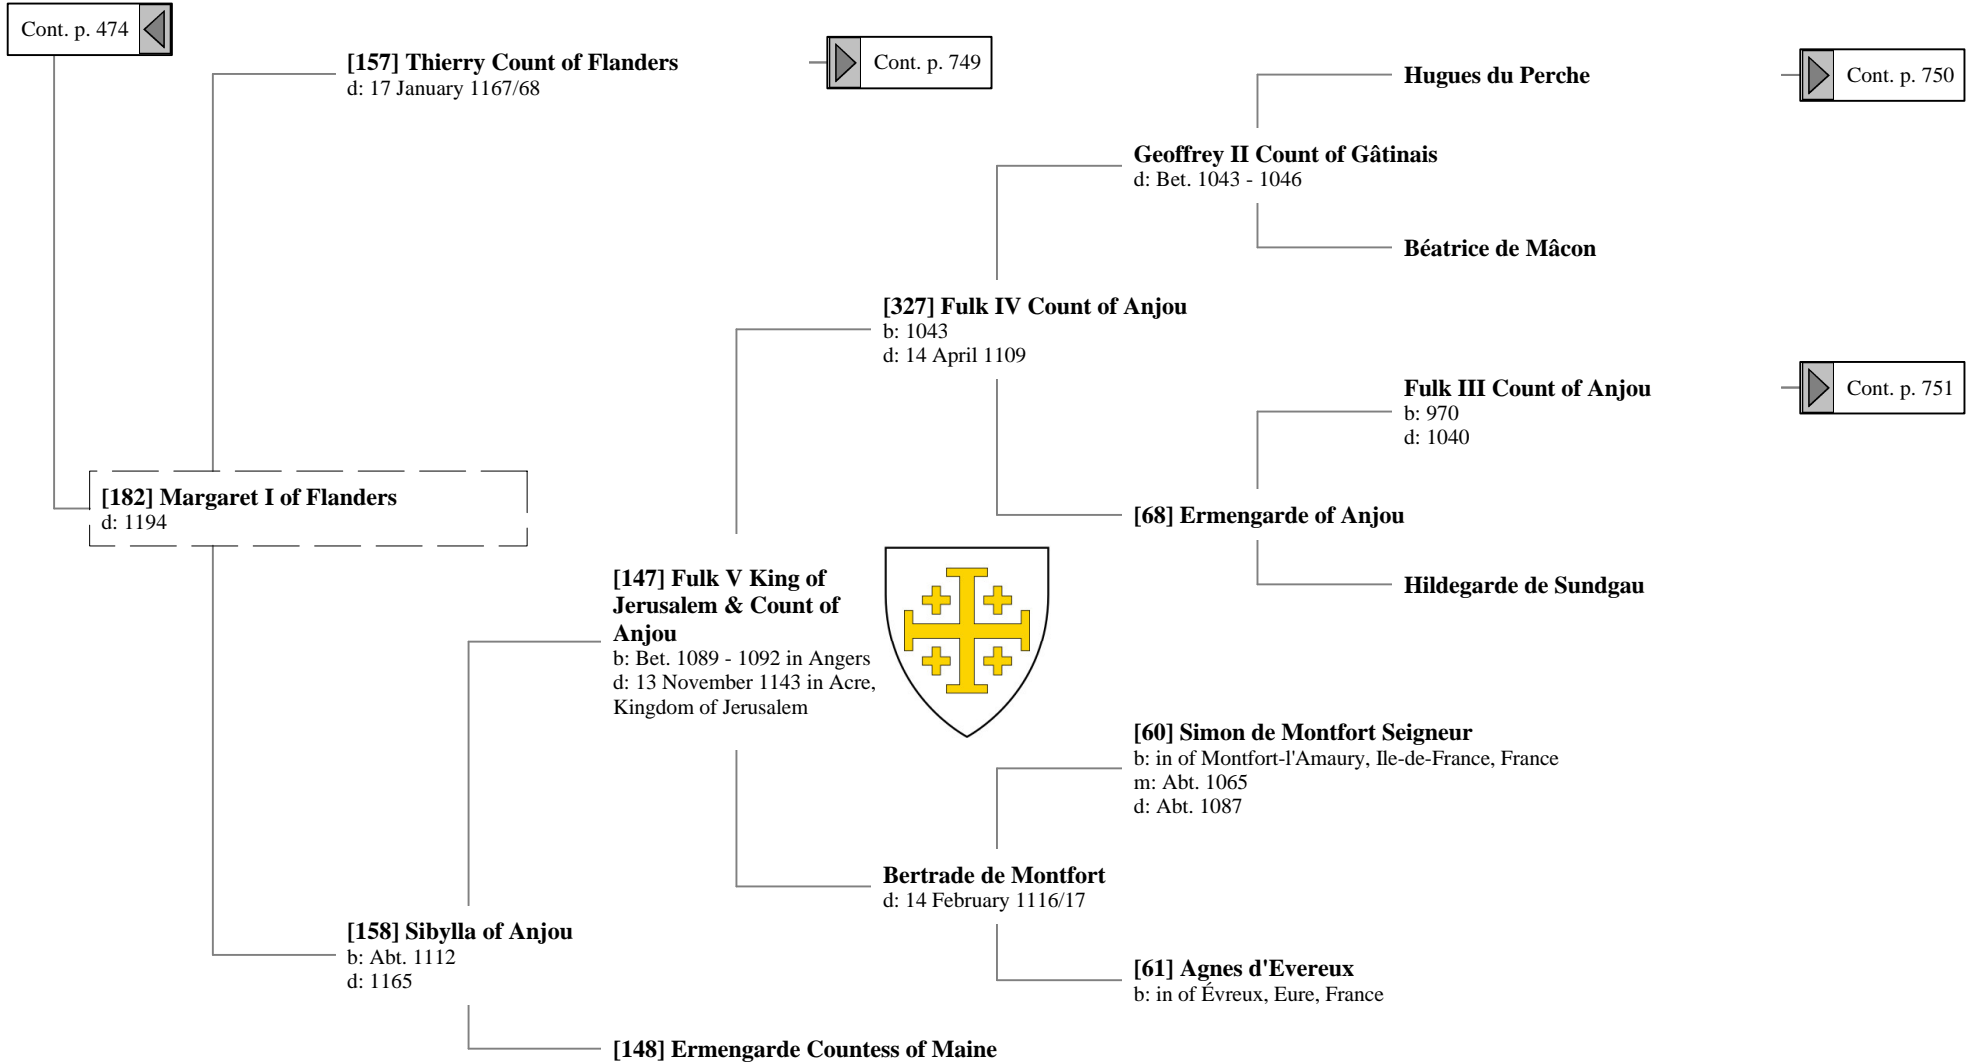 Cont. p. 474
[157] Thierry Count of Flanders
d: 17 January 1167/68
Cont. p. 749
Hugues du Perche
Cont. p. 750
Geoffrey II Count of Gâtinais
d: Bet. 1043 - 1046
Béatrice de Mâcon
[327] Fulk IV Count of Anjou
b: 1043
d: 14 April 1109
Fulk III Count of Anjou
b: 970
d: 1040
Cont. p. 751
[182] Margaret I of Flanders
d: 1194
[68] Ermengarde of Anjou
Hildegarde de Sundgau
[147] Fulk V King of
Jerusalem & Count of
Anjou
b: Bet. 1089 - 1092 in Angers
d: 13 November 1143 in Acre,
Kingdom of Jerusalem
[60] Simon de Montfort Seigneur
b: in of Montfort-l'Amaury, Ile-de-France, France
m: Abt. 1065
d: Abt. 1087
Bertrade de Montfort
d: 14 February 1116/17
[158] Sibylla of Anjou
b: Abt. 1112
d: 1165
[61] Agnes d'Evereux
b: in of Évreux, Eure, France
[148] Ermengarde Countess of Maine